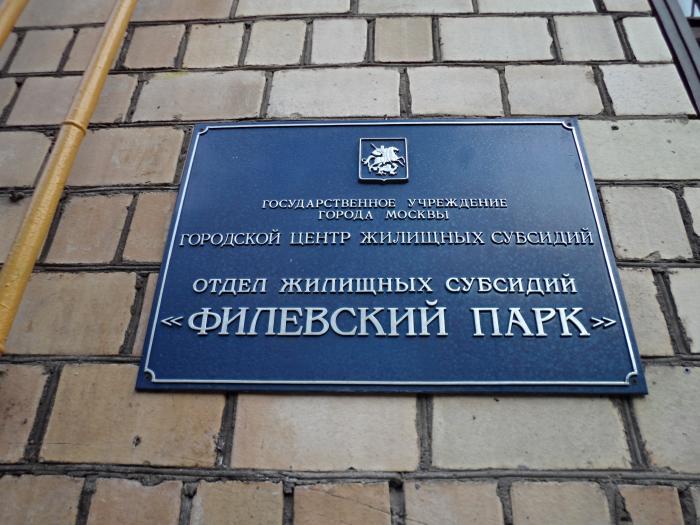 ГОСУДАРСТВЕННОЕ УЧРЕЖДЕНИЕ
ГОРОДА МОСКВЫ
ГОРОДСКОЙ ЦЕНТР ЖИЛИЩНЫХ СУБСИДИЙ
ОТДЕЛ ЖИЛИЩНЫХ СУБСИДИЙ
«ФИЛЕВСКИЙ ПАРК»